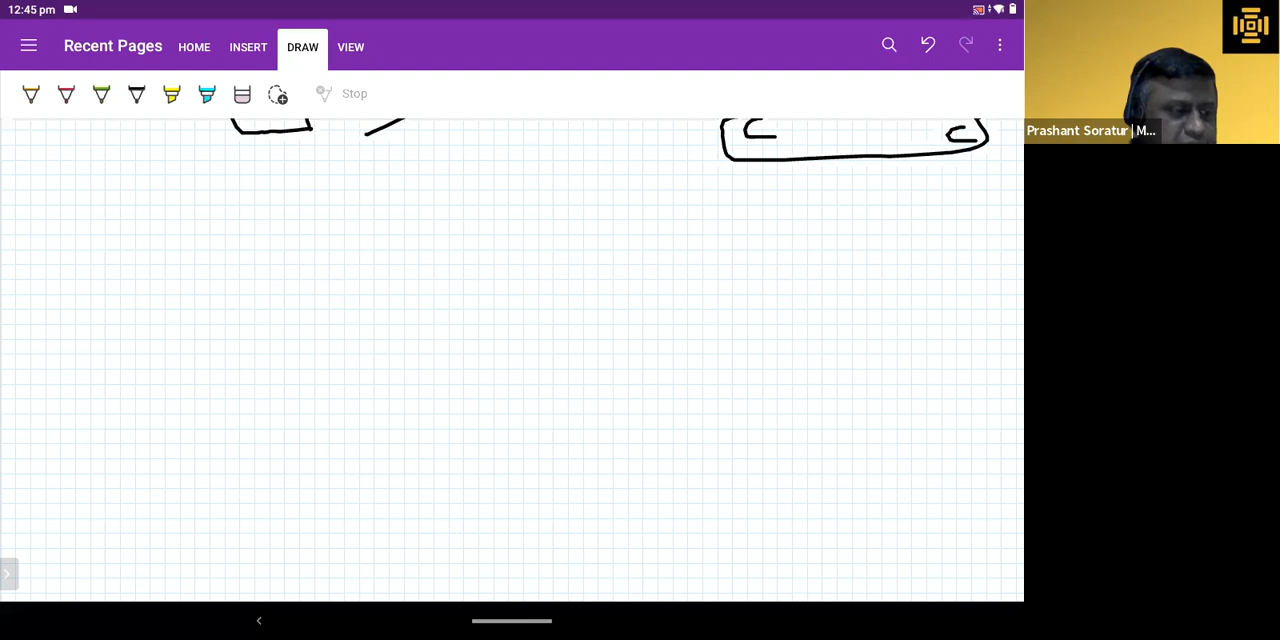 12:45 pm
Recent Pages HOME INSERT DRAW VIEW
Stop
Prashant Soratur | M...